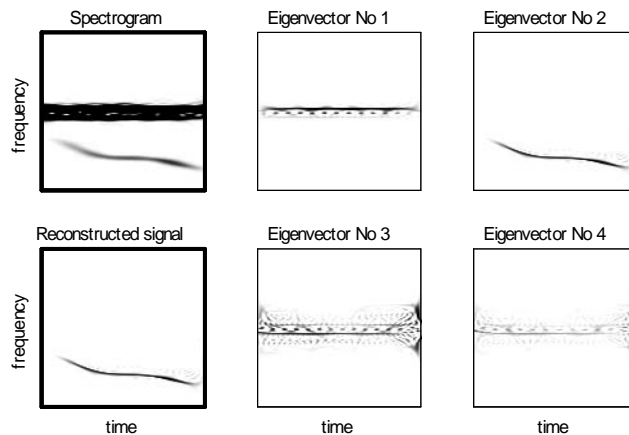 Spectrogram
Eigenvector No 1
Eigenvector No 2
frequency
Reconstructed signal
Eigenvector No 3
Eigenvector No 4
frequency
time
time
time